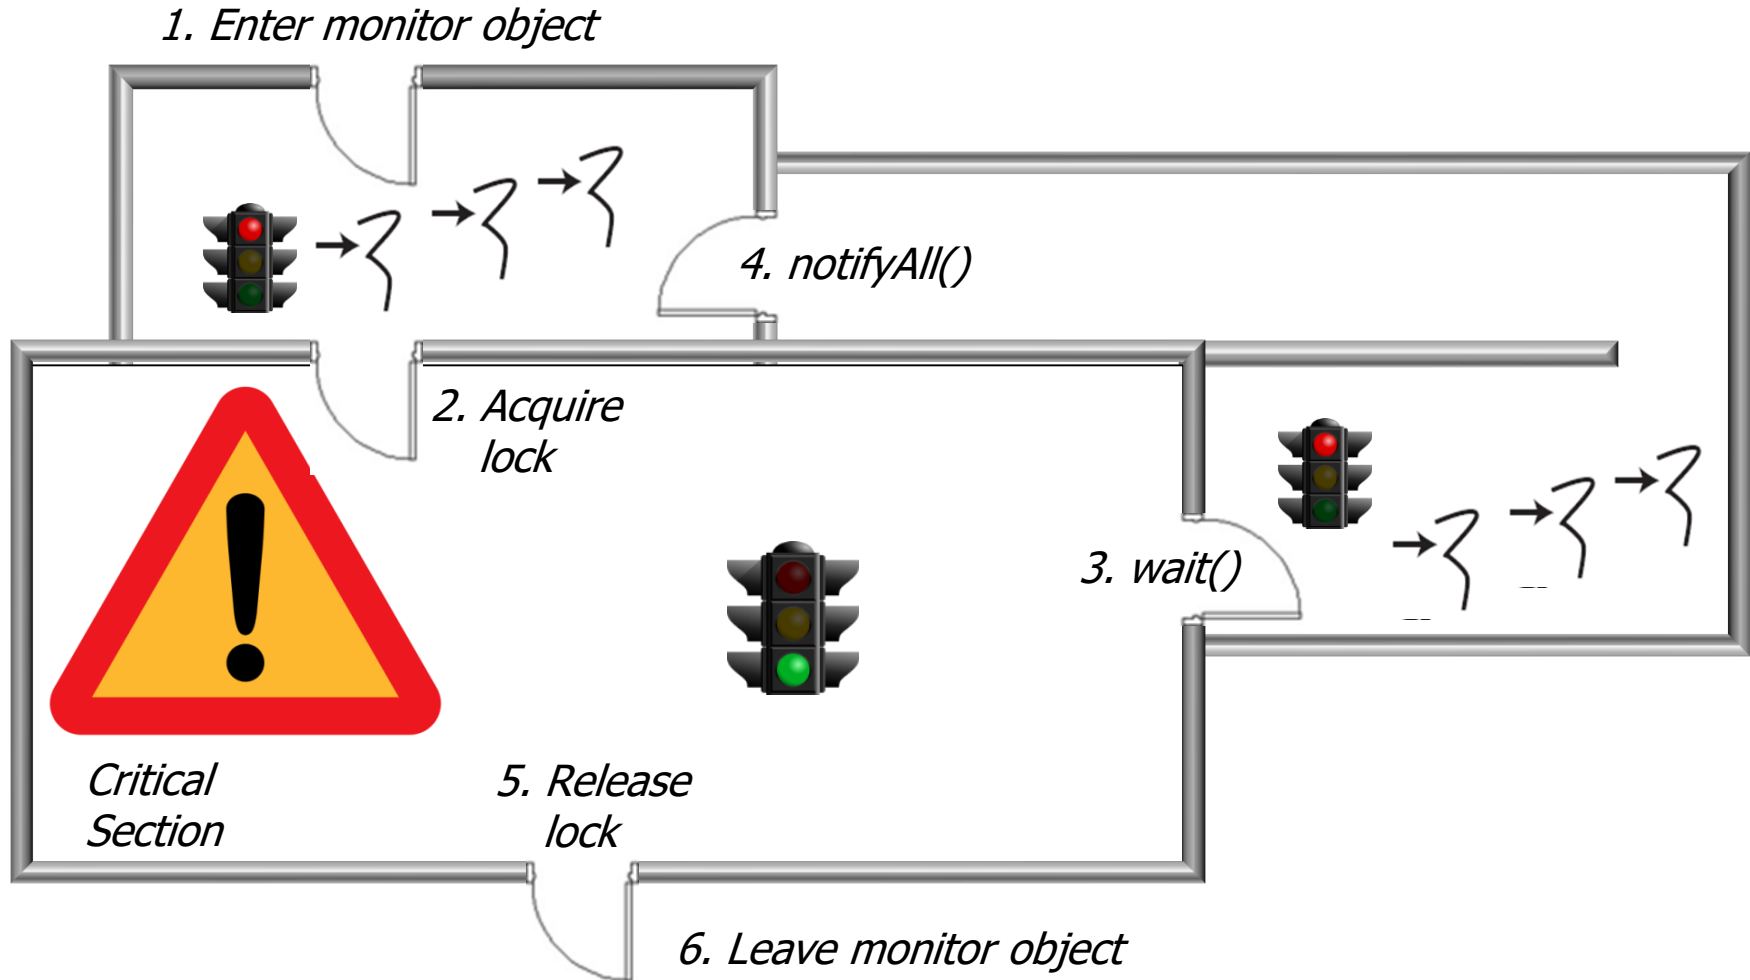 1. Enter monitor object
4. notifyAll()
2. Acquire
lock
3. wait()
Critical
Section
5. Release
lock
6. Leave monitor object